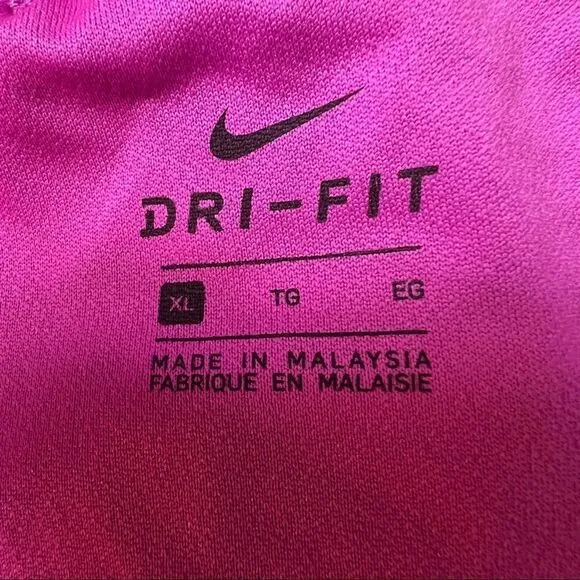 DRI-FIT
XL TG EG
MADE IN MALAYSIA
FABRIQUE EN MALAISIE